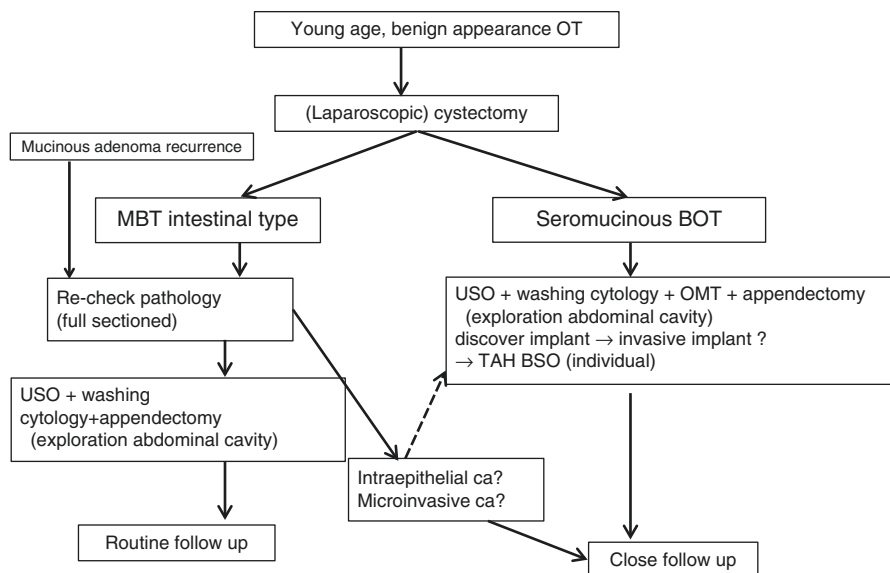 Young age, benign appearance OT
(Laparoscopic) cystectomy
Mucinous adenoma recurrence
MBT intestinal type
Seromucinous BOT
Re-check pathology
(full sectioned)
USO + washing cytology + OMT + appendectomy
(exploration abdominal cavity)
discover implant → invasive implant ?
→ TAH BSO (individual)
USO + washing
cytology+appendectomy
(exploration abdominal cavity)
Intraepithelial ca?
Microinvasive ca?
Routine follow up
Close follow up